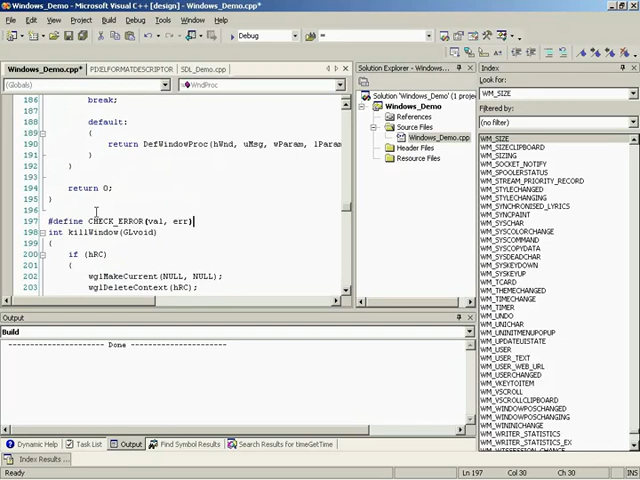 Windows_Demo - Microsoft Visual C++ [design] - Windows_Demo.cpp*
File Edit View Project Build Debug Tools Window Help
Debug
Windows_Demo.cpp* PIXELFORMATDESCRIPTOR SDL_Demo.cpp
(Globals) WndProc
186 break;
187
188 default:
189 {
190 return DefWindowProc(hWnd, uMsg, wParam, lParam
191 }
192 }
193
194 return 0;
195 }
196
197 #define CHECK_ERROR(val, err)
198 int killWindow(GLvoid)
199 {
200 if (hRC)
201 {
202 wglMakeCurrent(NULL, NULL);
203 wglDeleteContext(hRC);
Solution Explorer - Windows...
Solution 'Windows_Demo' (1 projec
Windows_Demo
References
Source Files
Windows_Demo.cpp
Header Files
Resource Files
Index
Look for:
WM_SIZE
Filtered by:
(no filter)
WM_SIZE
WM_SIZECLIPBOARD
WM_SIZING
WM_SOCKET_NOTIFY
WM_SPOOLERSTATUS
WM_STREAM_PRIORITYCHANGED
WM_STYLECHANGED
WM_SYNCHRONISED_LYRICS
WM_SYNCPAINT
WM_SYSCHAR
WM_SYSCOLORCHANGE
WM_SYSCOMMAND
WM_SYSDEADCHAR
WM_SYSKEYDOWN
WM_SYSKEYUP
WM_TCARD
WM_THEMECHANGED
WM_TIMECHANGE
WM_TIMER
WM_UNDO
WM_UNICHAR
WM_UNINITMENUPOPUP
WM_UPDATEUISTATE
WM_USER
WM_USER_TEXT
WM_USER_WEB_URL
WM_USERCHANGED
WM_VKEYTOITEM
WM_VSCROLL
WM_VSCROLLCLIPBOARD
WM_WINDOWPOSCHANGED
WM_WINDOWPOSCHANGING
WM_WININICHANGE
WM_WRITER_STATISTICS
WM_WRITER_STATISTICS_EX
Output
Build
---------------------- Done ----------------------
Dynamic Help Task List Output Find Symbol Results Search Results for timeGetTime
Index Results...
Ready Ln 197 Col 30 Ch 30 INS